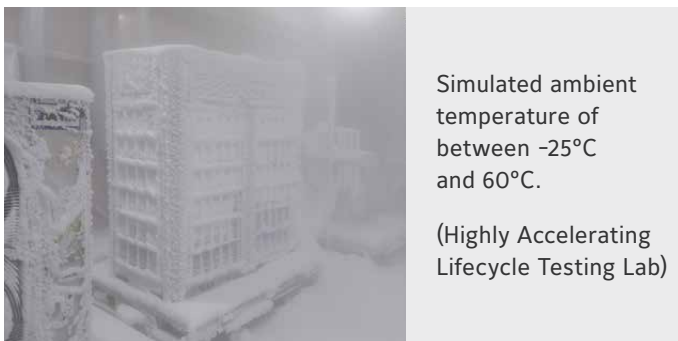 Simulated ambient
temperature of
between -25°C
and 60°C.
(Highly Accelerating
Lifecycle Testing Lab)